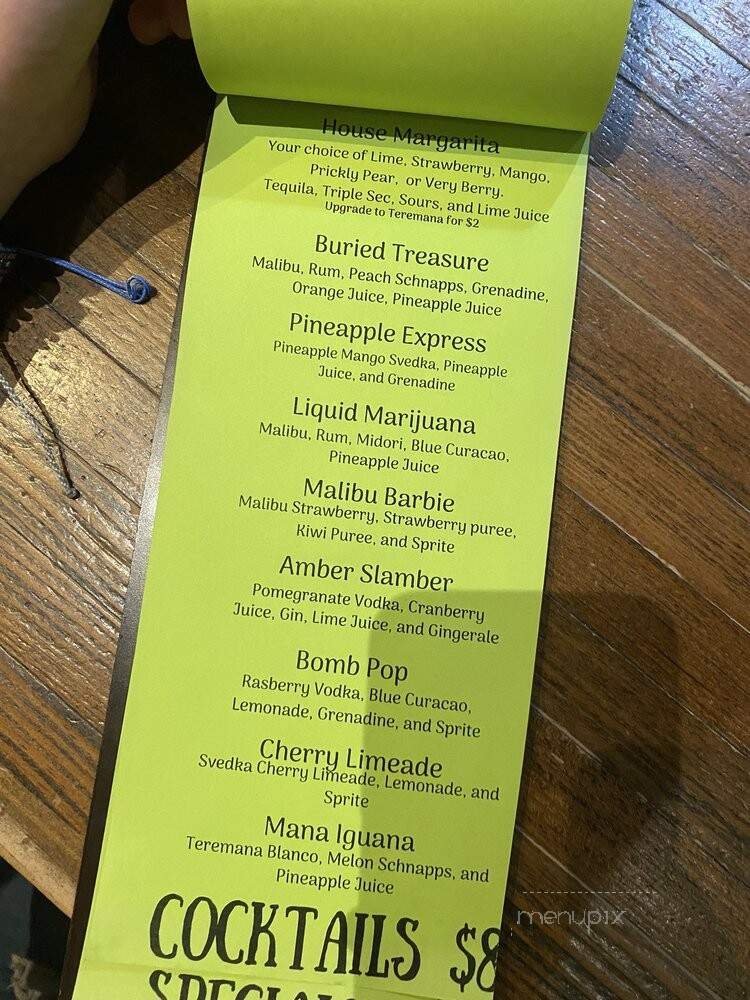 House Margarita
Your choice of Lime, Strawberry, Mango,
Prickly Pear, or Very Berry.
Tequila, Triple Sec, Sours, and Lime Juice
Upgrade to Teremana for $2
Buried Treasure
Malibu, Rum, Peach Schnapps, Grenadine,
Orange Juice, Pineapple Juice
Pineapple Express
Pineapple Mango Svedka, Pineapple
Juice, and Grenadine
Liquid Marijuana
Malibu, Rum, Midori, Blue Curacao,
Pineapple Juice
Malibu Barbie
Malibu Strawberry, Strawberry puree,
Kiwi Puree, and Sprite
Amber Slamber
Pomegranate Vodka, Cranberry
Juice, Gin, Lime Juice, and Gingerale
Bomb Pop
Rasberry Vodka, Blue Curacao,
Lemonade, Grenadine, and Sprite
Cherry Limeade
Svedka Cherry Limeade, Lemonade, and
Sprite
Mana Iguana
Teremana Blanco, Melon Schnapps, and
Pineapple Juice
COCKTAILS $8
menupix